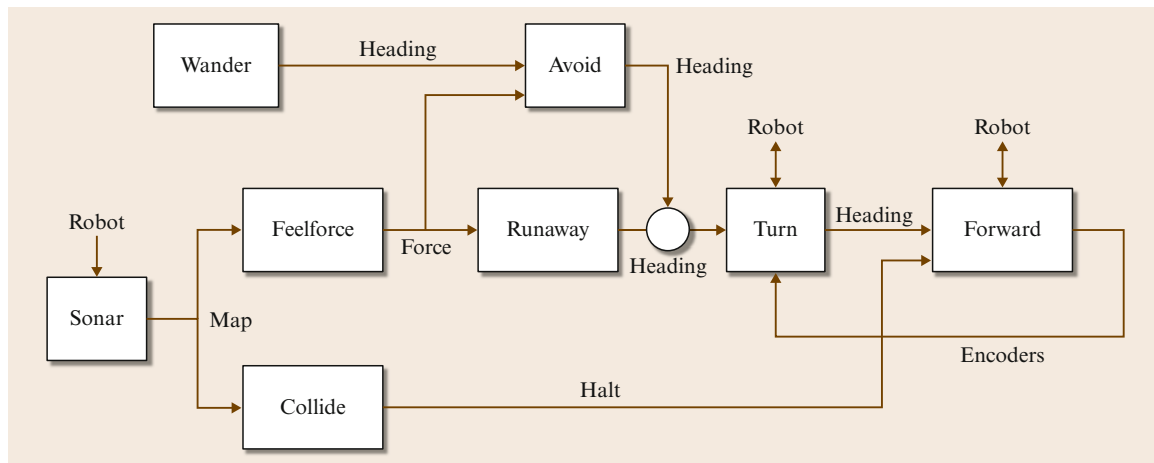 Wander
Heading
Avoid
Heading
Robot
Robot
Robot
Feelforce
Force
Runaway
Heading
Turn
Heading
Forward
Sonar
Map
Encoders
Collide
Halt